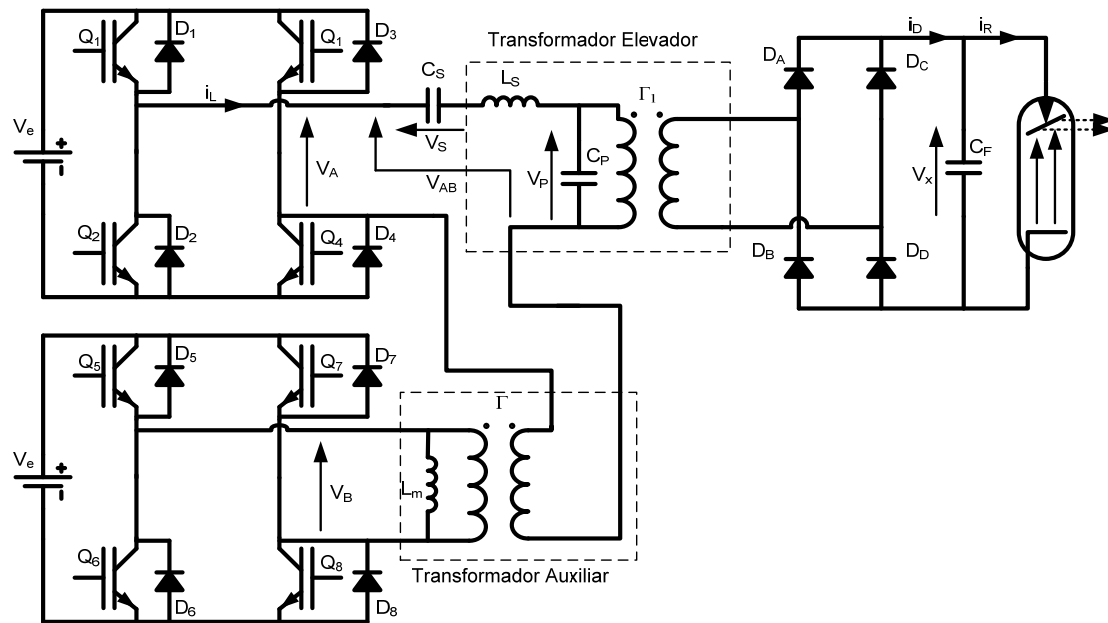 Q1
D1
Q1
D3
Ve
+
iL
Q2
D2
Q4
D4
VA
CS
VS
VAB
Transformador Elevador
LS
VP
CP
Γ1
DA
DC
DB
DD
iD
iR
Vx
CF
Q5
D5
Q7
D7
Ve
+
VB
Lm
Γ
Q6
D6
Q8
D8
Transformador Auxiliar